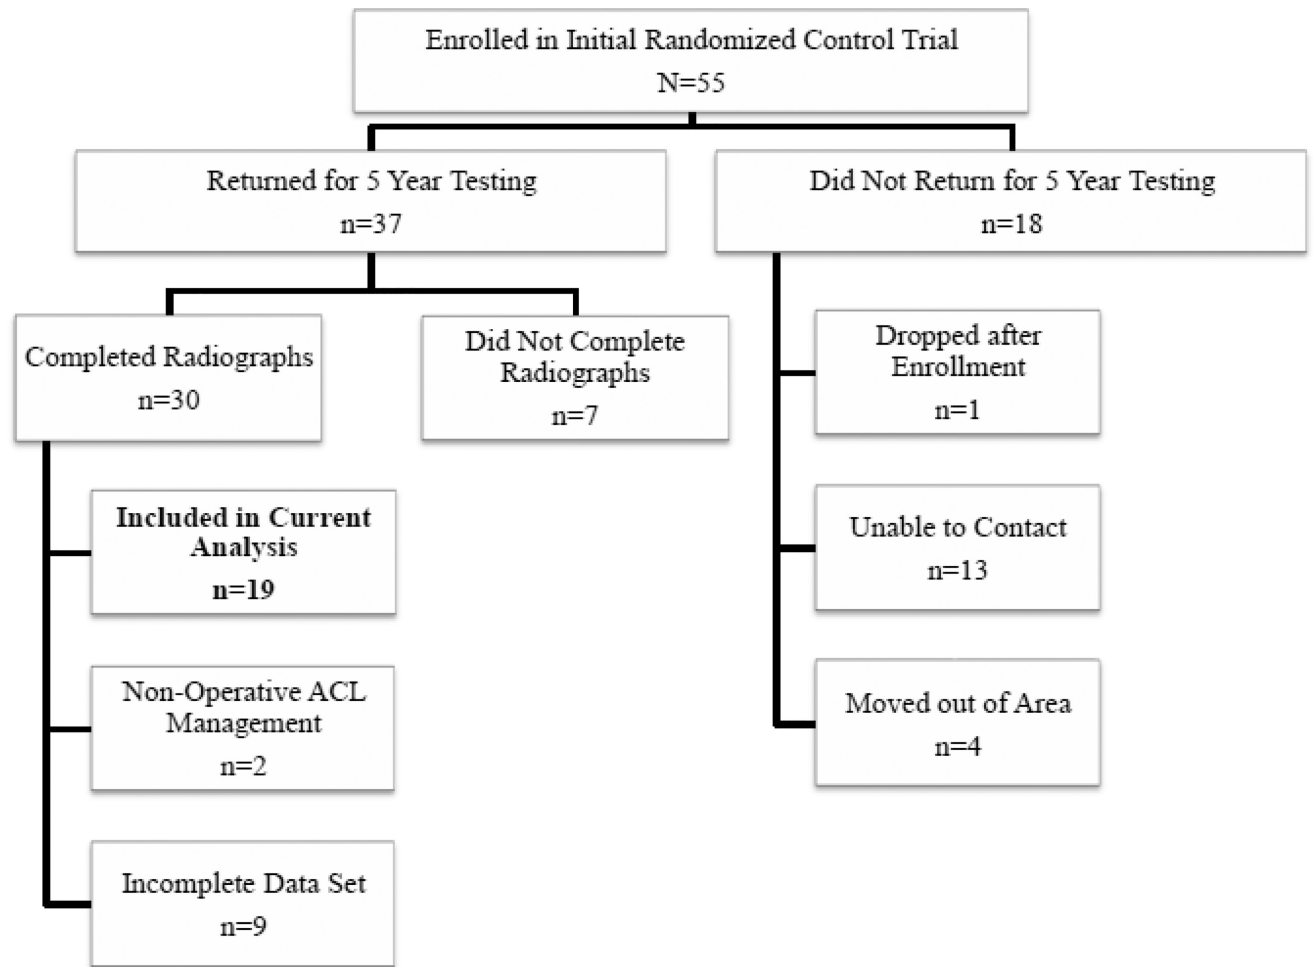 Enrolled in Initial Randomized Control Trial
N=55
Returned for 5 Year Testing
n=37
Did Not Return for 5 Year Testing
n=18
Completed Radiographs
n=30
Did Not Complete
Radiographs
n=7
Dropped after
Enrollment
n=1
Included in Current
Analysis
n=19
Unable to Contact
n=13
Non-Operative ACL
Management
n=2
Moved out of Area
n=4
Incomplete Data Set
n=9